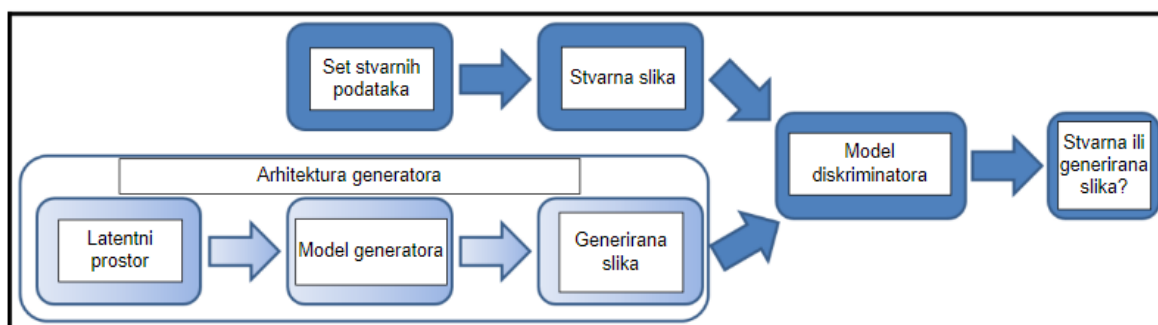 Set stvarnih
podataka
Stvarna slika
Model
diskriminatora
Stvarna ili
generirana
slika?
Arhitektura generatora
Latentni
prostor
Model generatora
Generirana
slika